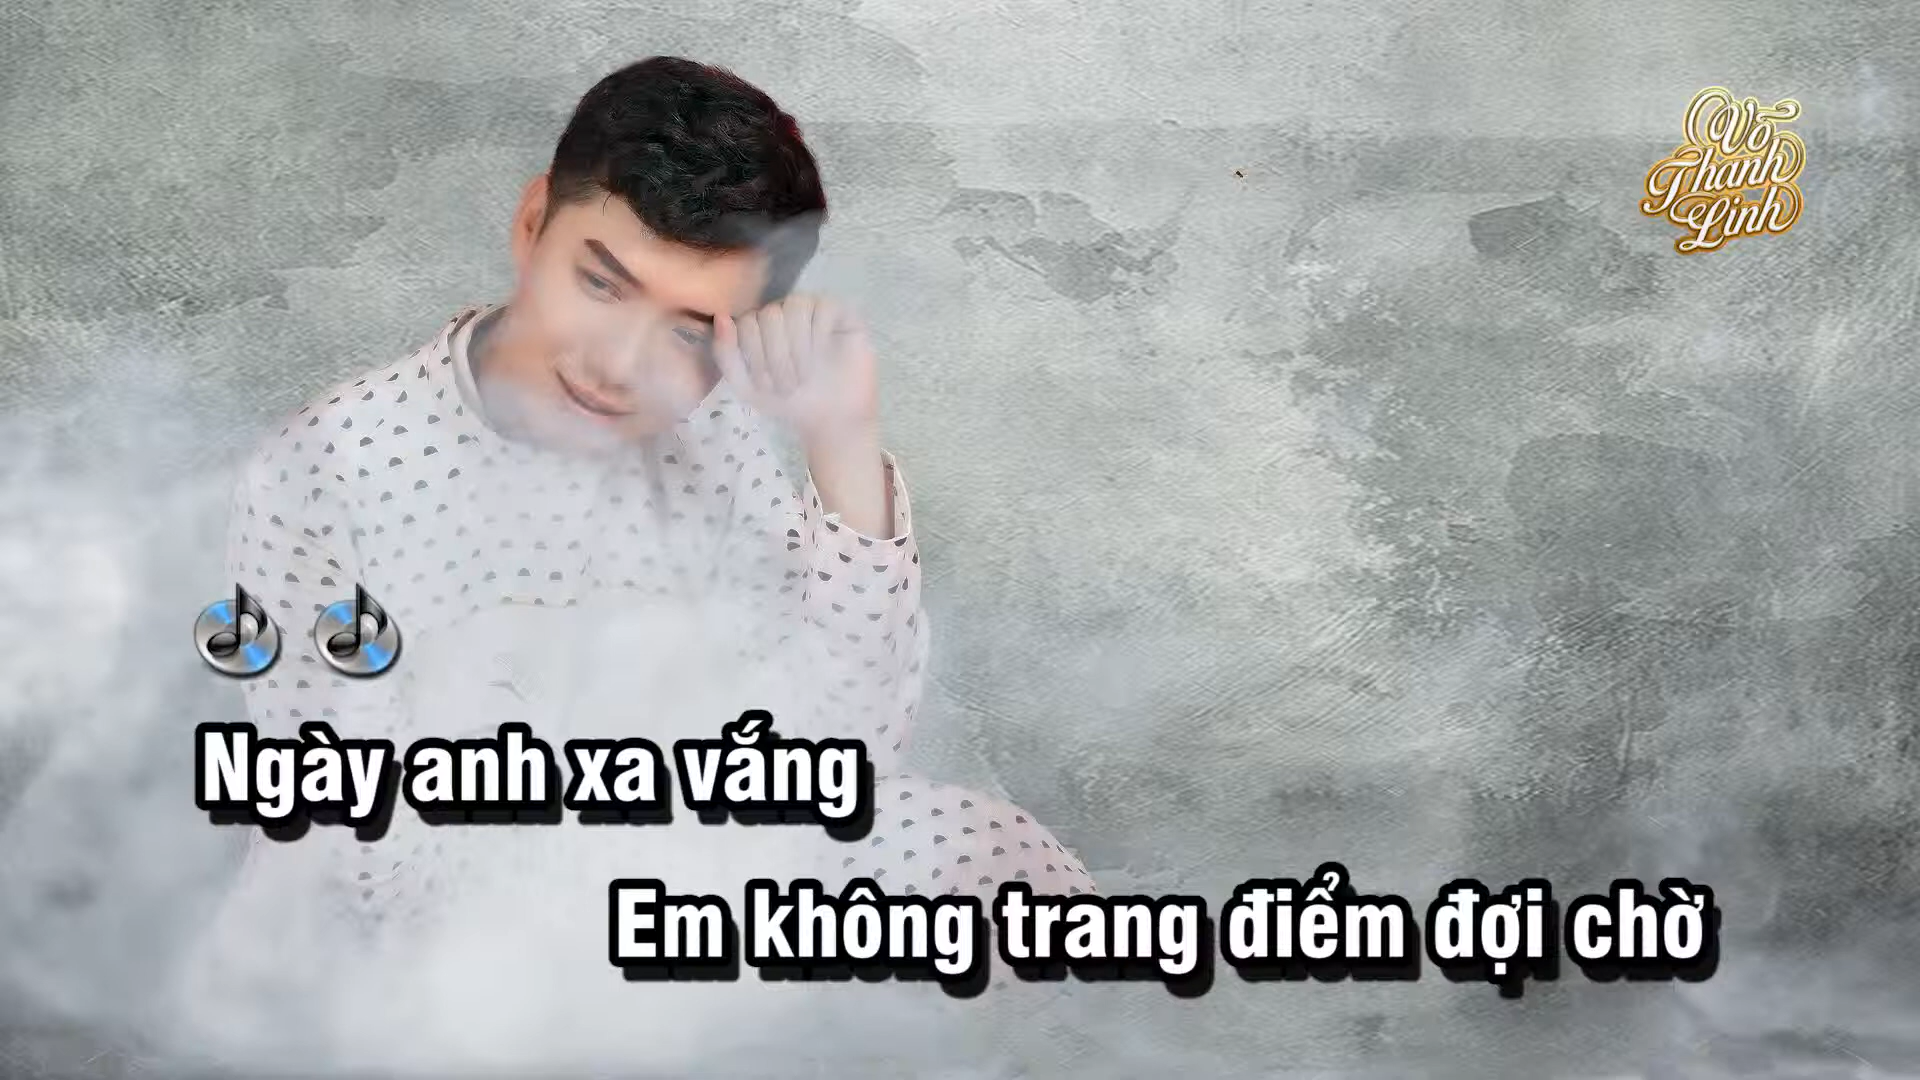 Võ
Thanh
Linh
Ngày anh xa vắng
Em không trang điểm đợi chờ